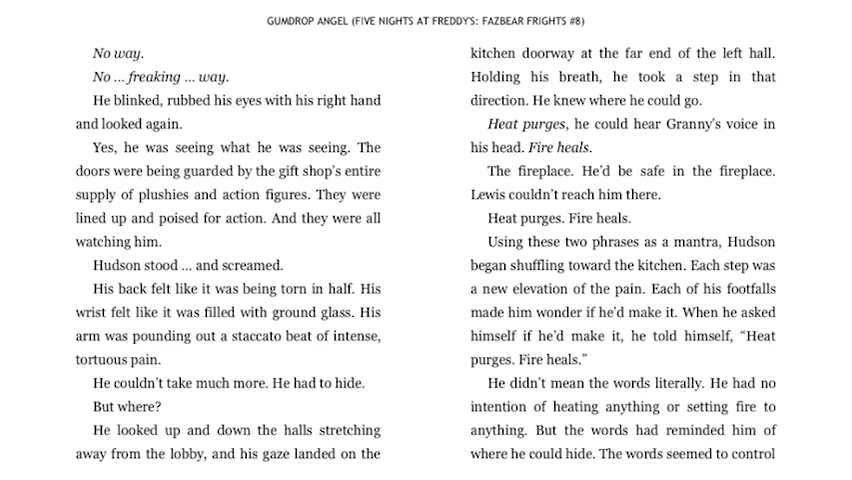 GUMDROP ANGEL (FIVE NIGHTS AT FREDDY'S: FAZBEAR FRIGHTS #8)
No way.
No ... freaking ... way.
He blinked, rubbed his eyes with his right hand
and looked again.
Yes, he was seeing what he was seeing. The
doors were being guarded by the gift shop's entire
supply of plushies and action figures. They were
lined up and poised for action. And they were all
watching him.
Hudson stood ... and screamed.
His back felt like it was being torn in half. His
wrist felt like it was filled with ground glass. His
arm was pounding out a staccato beat of intense,
tortuous pain.
He couldn't take much more. He had to hide.
But where?
He looked up and down the halls stretching
away from the lobby, and his gaze landed on the
kitchen doorway at the far end of the left hall.
Holding his breath, he took a step in that
direction. He knew where he could go.
Heat purges, he could hear Granny's voice in
his head. Fire heals.
The fireplace. He'd be safe in the fireplace.
Lewis couldn't reach him there.
Heat purges. Fire heals.
Using these two phrases as a mantra, Hudson
began shuffling toward the kitchen. Each step was
a new elevation of the pain. Each of his footfalls
made him wonder if he'd make it. When he asked
himself if he'd make it, he told himself, "Heat
purges. Fire heals."
He didn't mean the words literally. He had no
intention of heating anything or setting fire to
anything. But the words had reminded him of
where he could hide. The words seemed to control